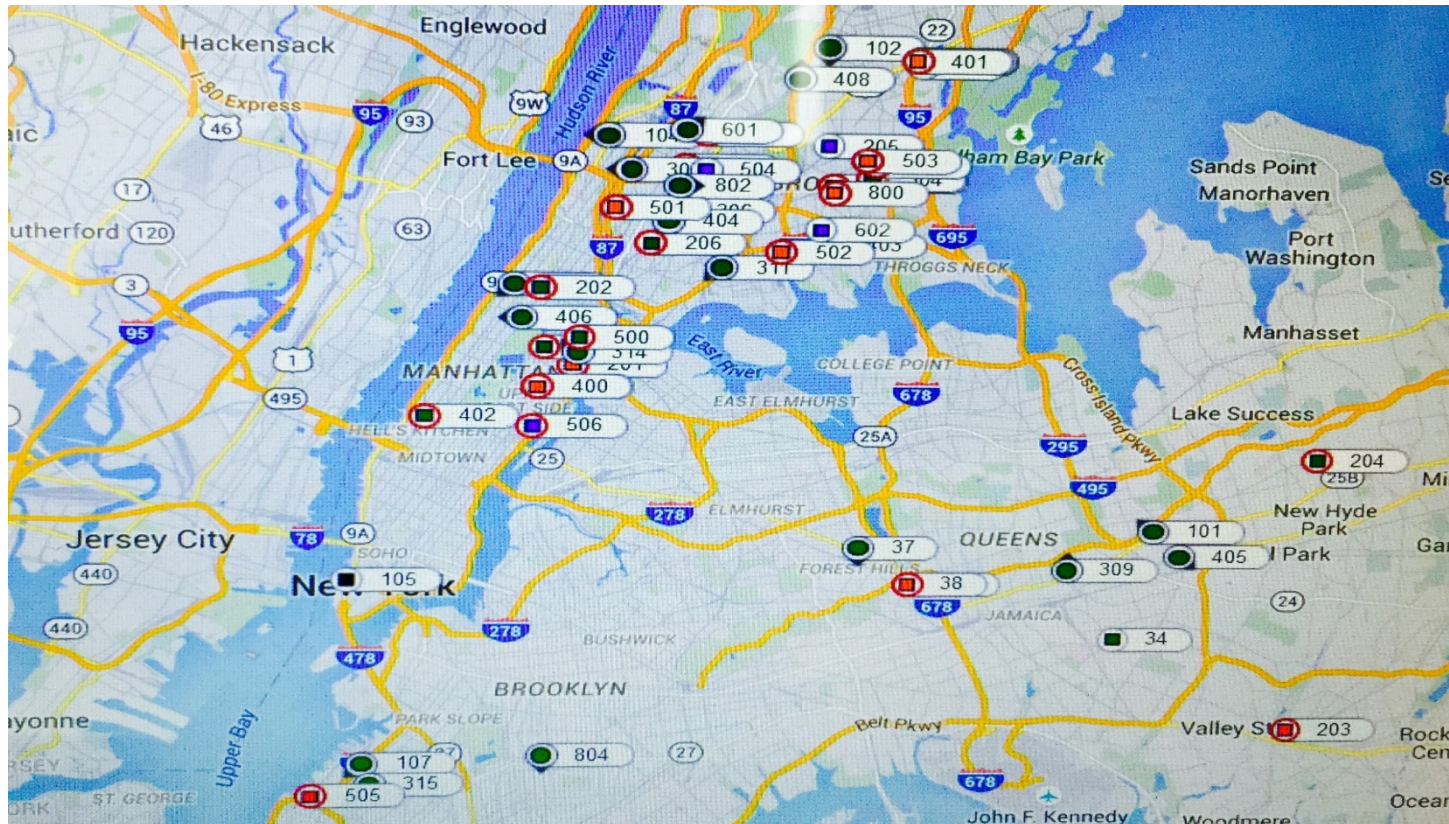 Englewood
22
Hackensack
102
401
408
I-80 Express
Hudson River
9W
87
95
95
46
93
104
601
205
Fort Lee
9A
503
ham Bay Park
504
Sands Point
17
802
800
Manorhaven
501
404
utherford
120
63
602
Port
Washington
206
87
502
695
311
THROGGS NECK
3
202
406
95
1
500
Manhasset
314
East River
201
MANHATTAN
COLLEGE POINT
Cross Island Pkwy
400
678
495
EAST ELMHURST
Lake Success
402
HELL'S KITCHEN
506
25A
295
MIDTOWN
25
204
495
25B
278
ELMHURST
New Hyde
Park
78
9A
Jersey City
QUEENS
101
37
405
l Park
SOHO
FOREST HILLS
309
440
105
New York
38
678
24
JAMAICA
440
278
BUSHWICK
34
478
BROOKLYN
PARK SLOPE
Belt Pkwy
Valley St
203
ayonne
Upper Bay
107
804
27
315
678
505
ST. GEORGE
John F. Kennedy
Woodmere